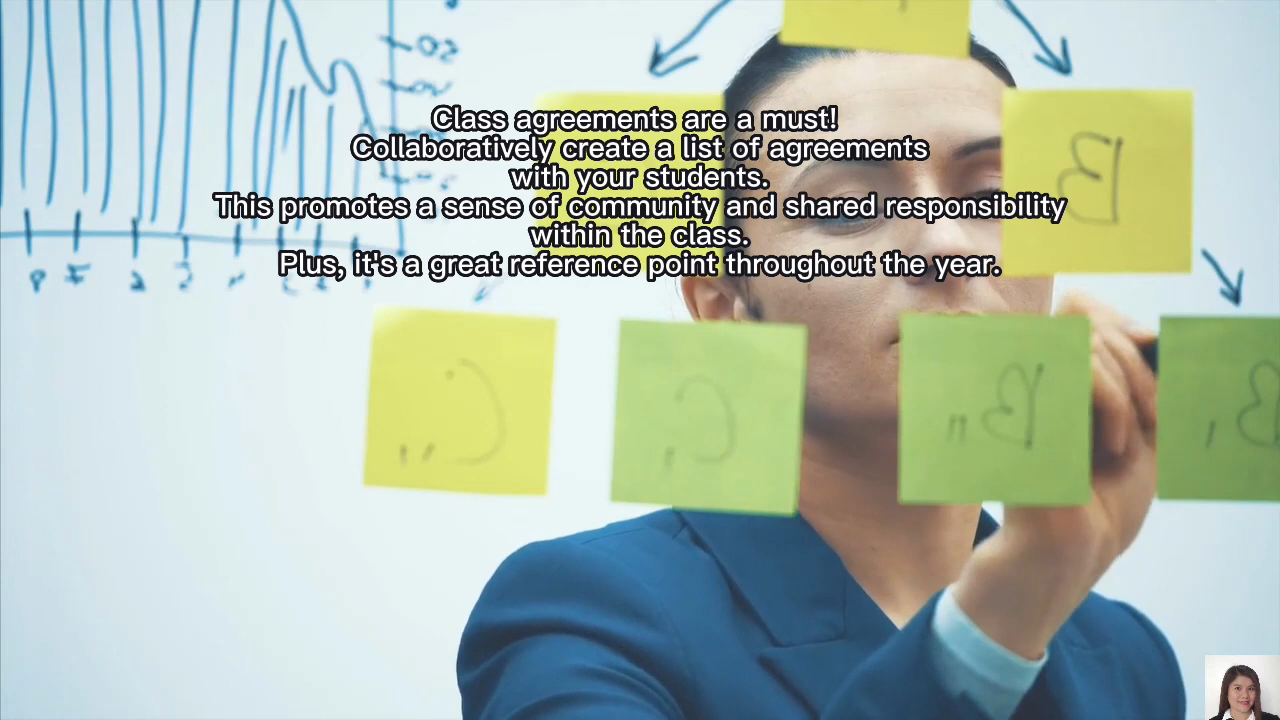 Class agreements are a must!
Collaboratively create a list of agreements
with your students.
This promotes a sense of community and shared responsibility
within the class.
Plus, it's a great reference point throughout the year.
B
C,,
C,
B,,
B,